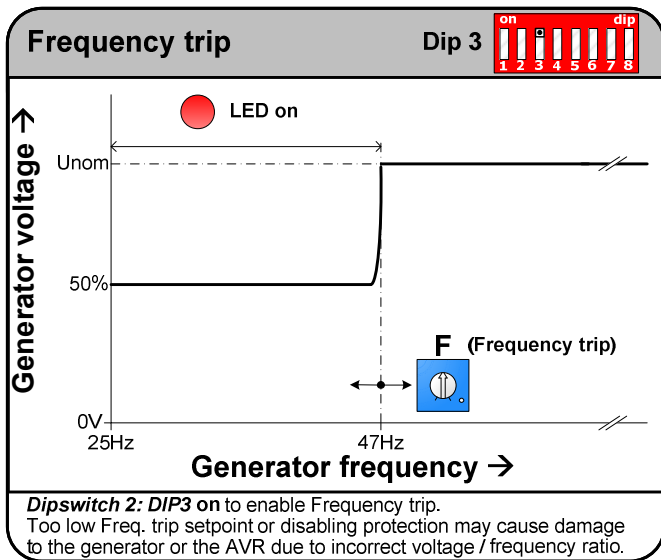 Frequency trip
Dip 3
on dip
1 2 3 4 5 6 7 8
LED on
Generator voltage →
Unom
50%
0V
F (Frequency trip)
25Hz 47Hz
Generator frequency →
Dipswitch 2: DIP3 on to enable Frequency trip.
Too low Freq. trip setpoint or disabling protection may cause damage
to the generator or the AVR due to incorrect voltage / frequency ratio.